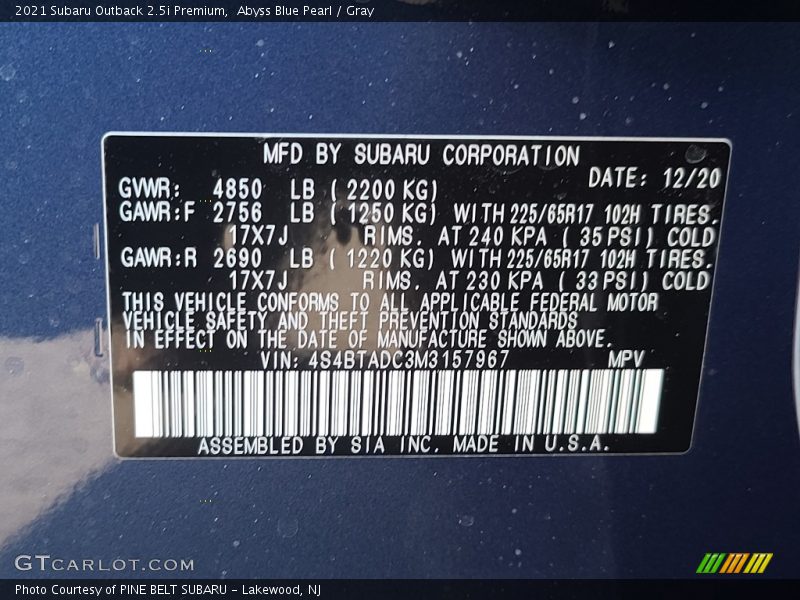 2021 Subaru Outback 2.5i Premium,  Abyss Blue Pearl / Gray
MFD BY SUBARU CORPORATION
DATE: 12/20
GVWR: 4850 LB ( 2200 KG)
GAWR:F 2756 LB ( 1250 KG) WITH 225/65R17 102H TIRES.
17X7J RIMS. AT 240 KPA ( 35 PSI) COLD
GAWR:R 2690 LB ( 1220 KG) WITH 225/65R17 102H TIRES.
17X7J RIMS. AT 230 KPA ( 33 PSI) COLD
THIS VEHICLE CONFORMS TO ALL APPLICABLE FEDERAL MOTOR
VEHICLE SAFETY AND THEFT PREVENTION STANDARDS
IN EFFECT ON THE DATE OF MANUFACTURE SHOWN ABOVE.
VIN: 4S4BTADC3M3157967 MPV
ASSEMBLED BY SIA INC. MADE IN U.S.A.
GTCARLOT.COM
Photo Courtesy of PINE BELT SUBARU - Lakewood, NJ